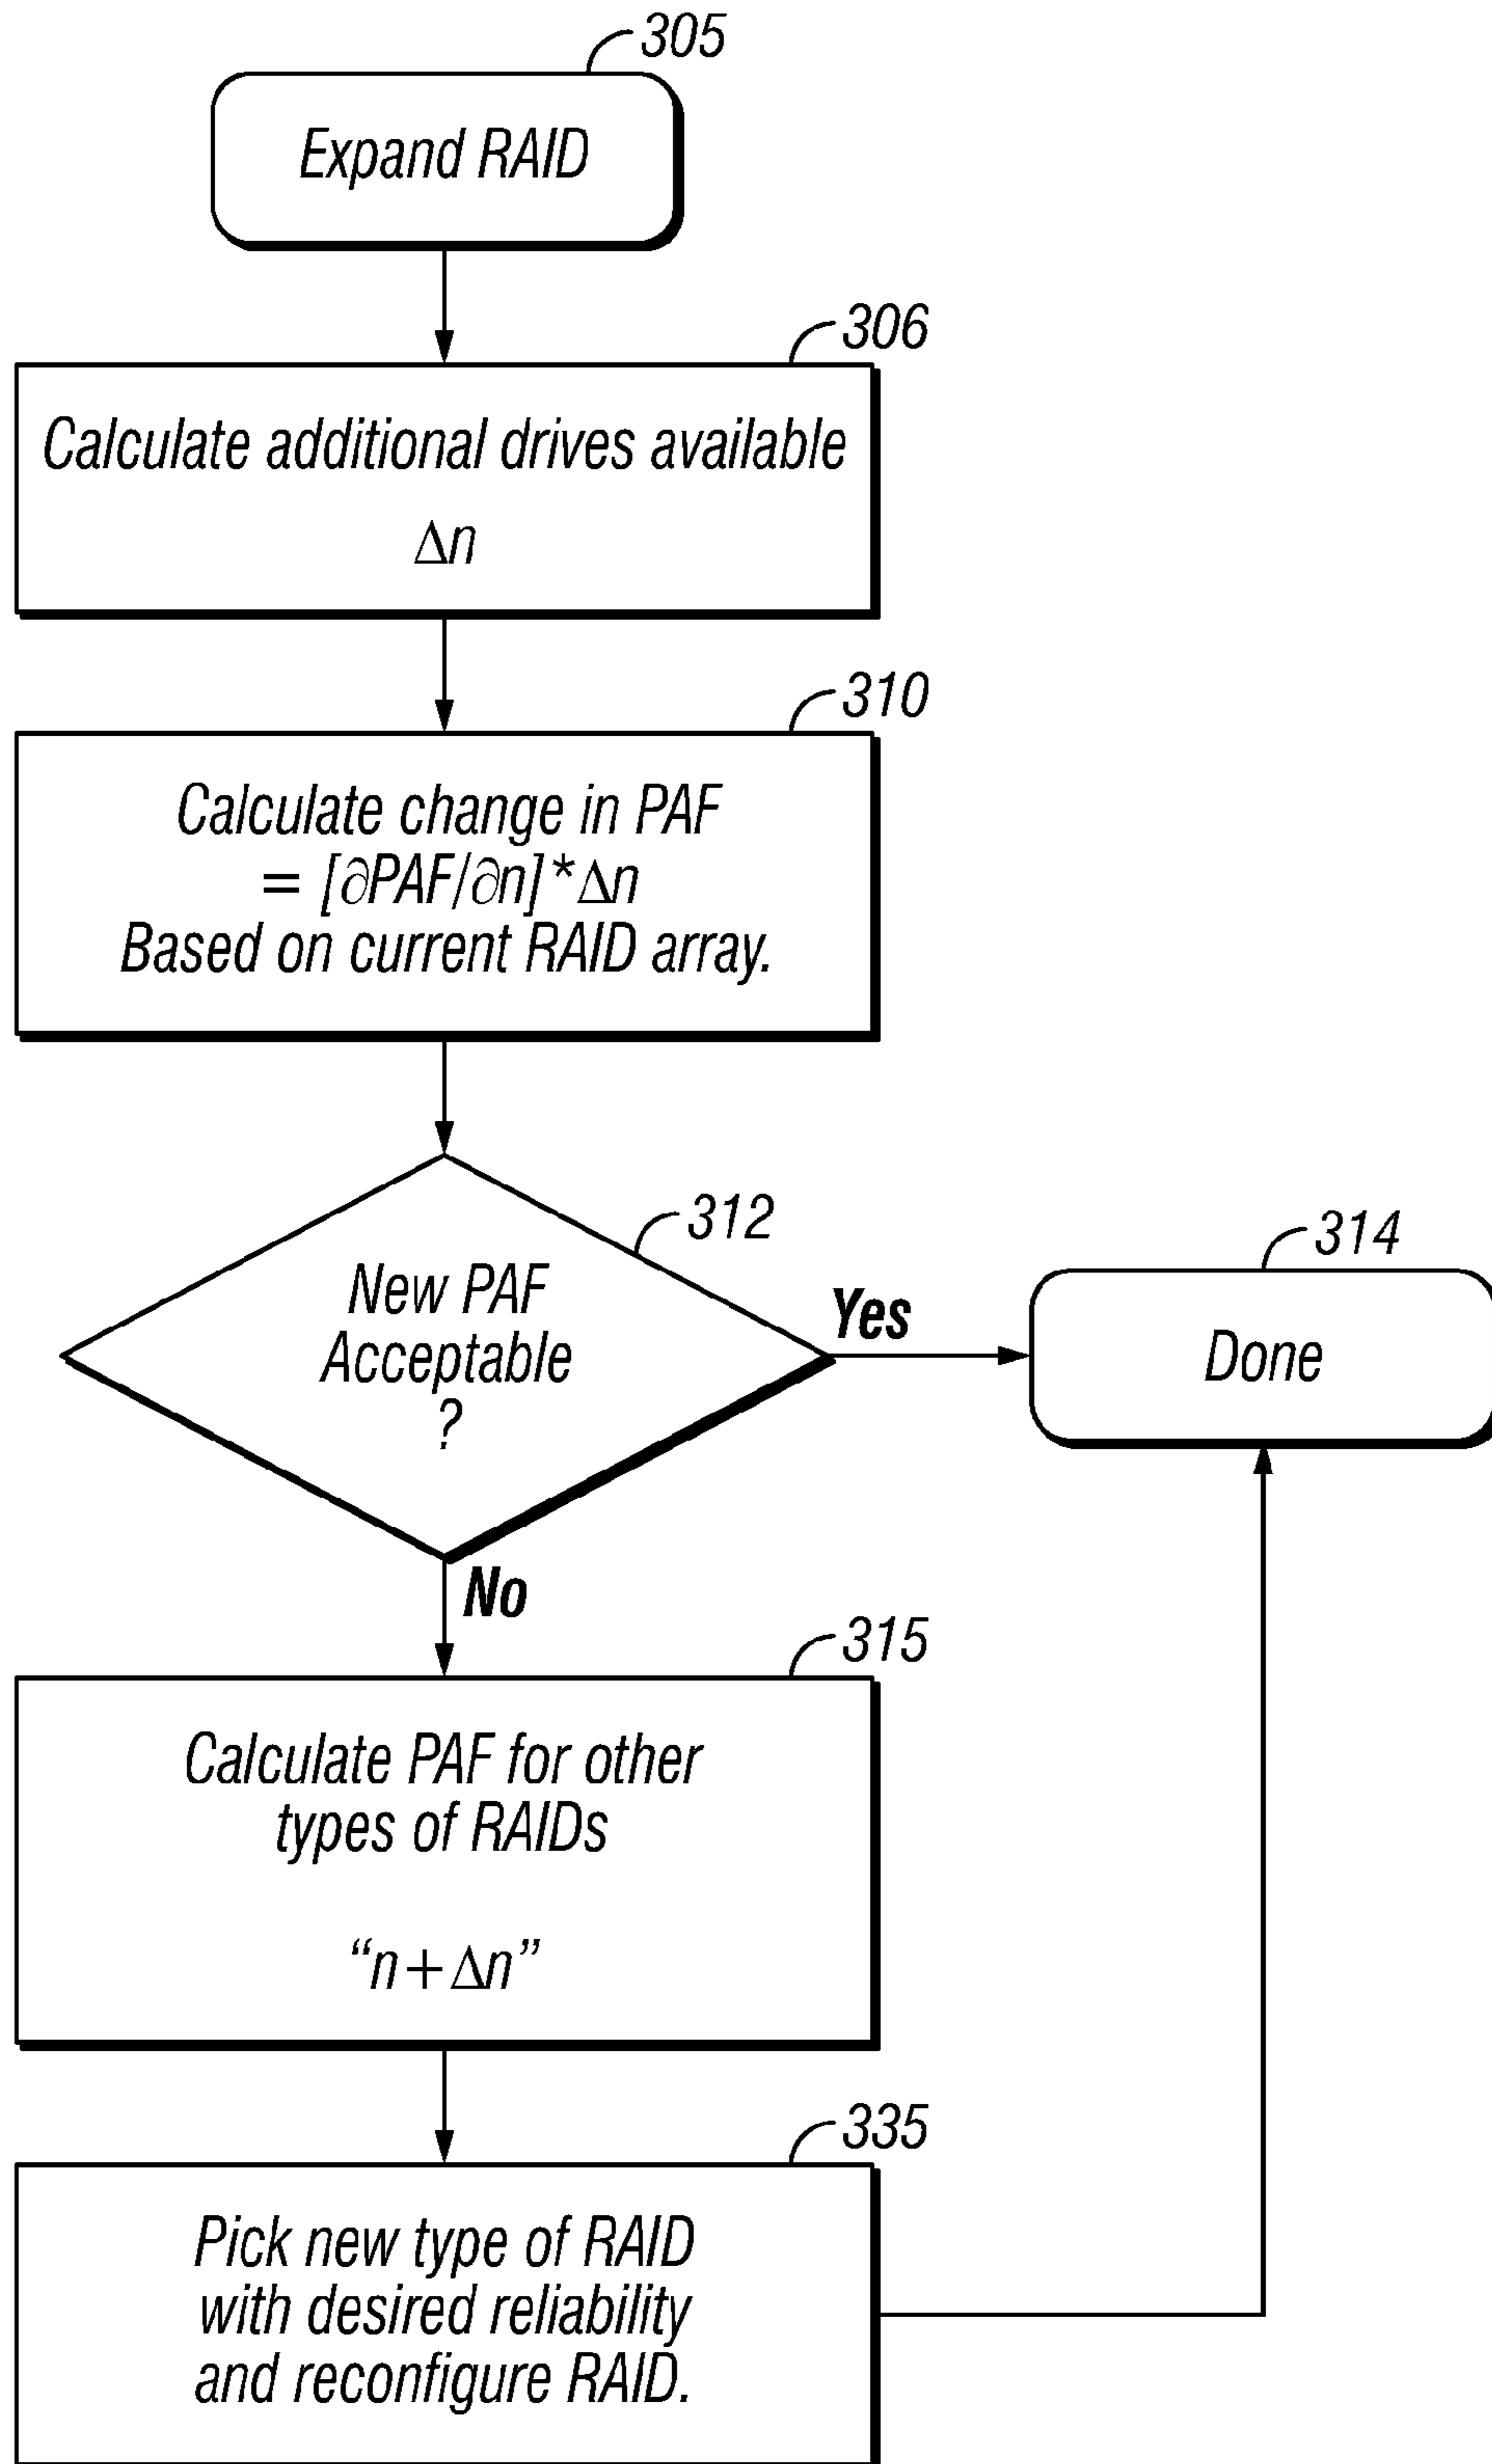 305
Expand RAID
306
Calculate additional drives available
Δn
310
Calculate change in PAF
= [∂PAF/∂n]*Δn
Based on current RAID array.
312
New PAF
Acceptable
?
Yes
314
Done
No
315
Calculate PAF for other
types of RAIDs
“n+Δn”
335
Pick new type of RAID
with desired reliability
and reconfigure RAID.